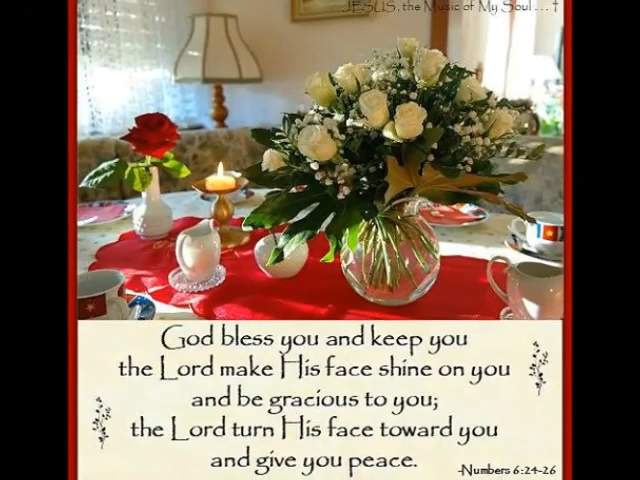 JESUS, the Music of My Soul . . . †
God bless you and keep you
the Lord make His face shine on you
and be gracious to you;
the Lord turn His face toward you
and give you peace.
-Numbers 6:24-26